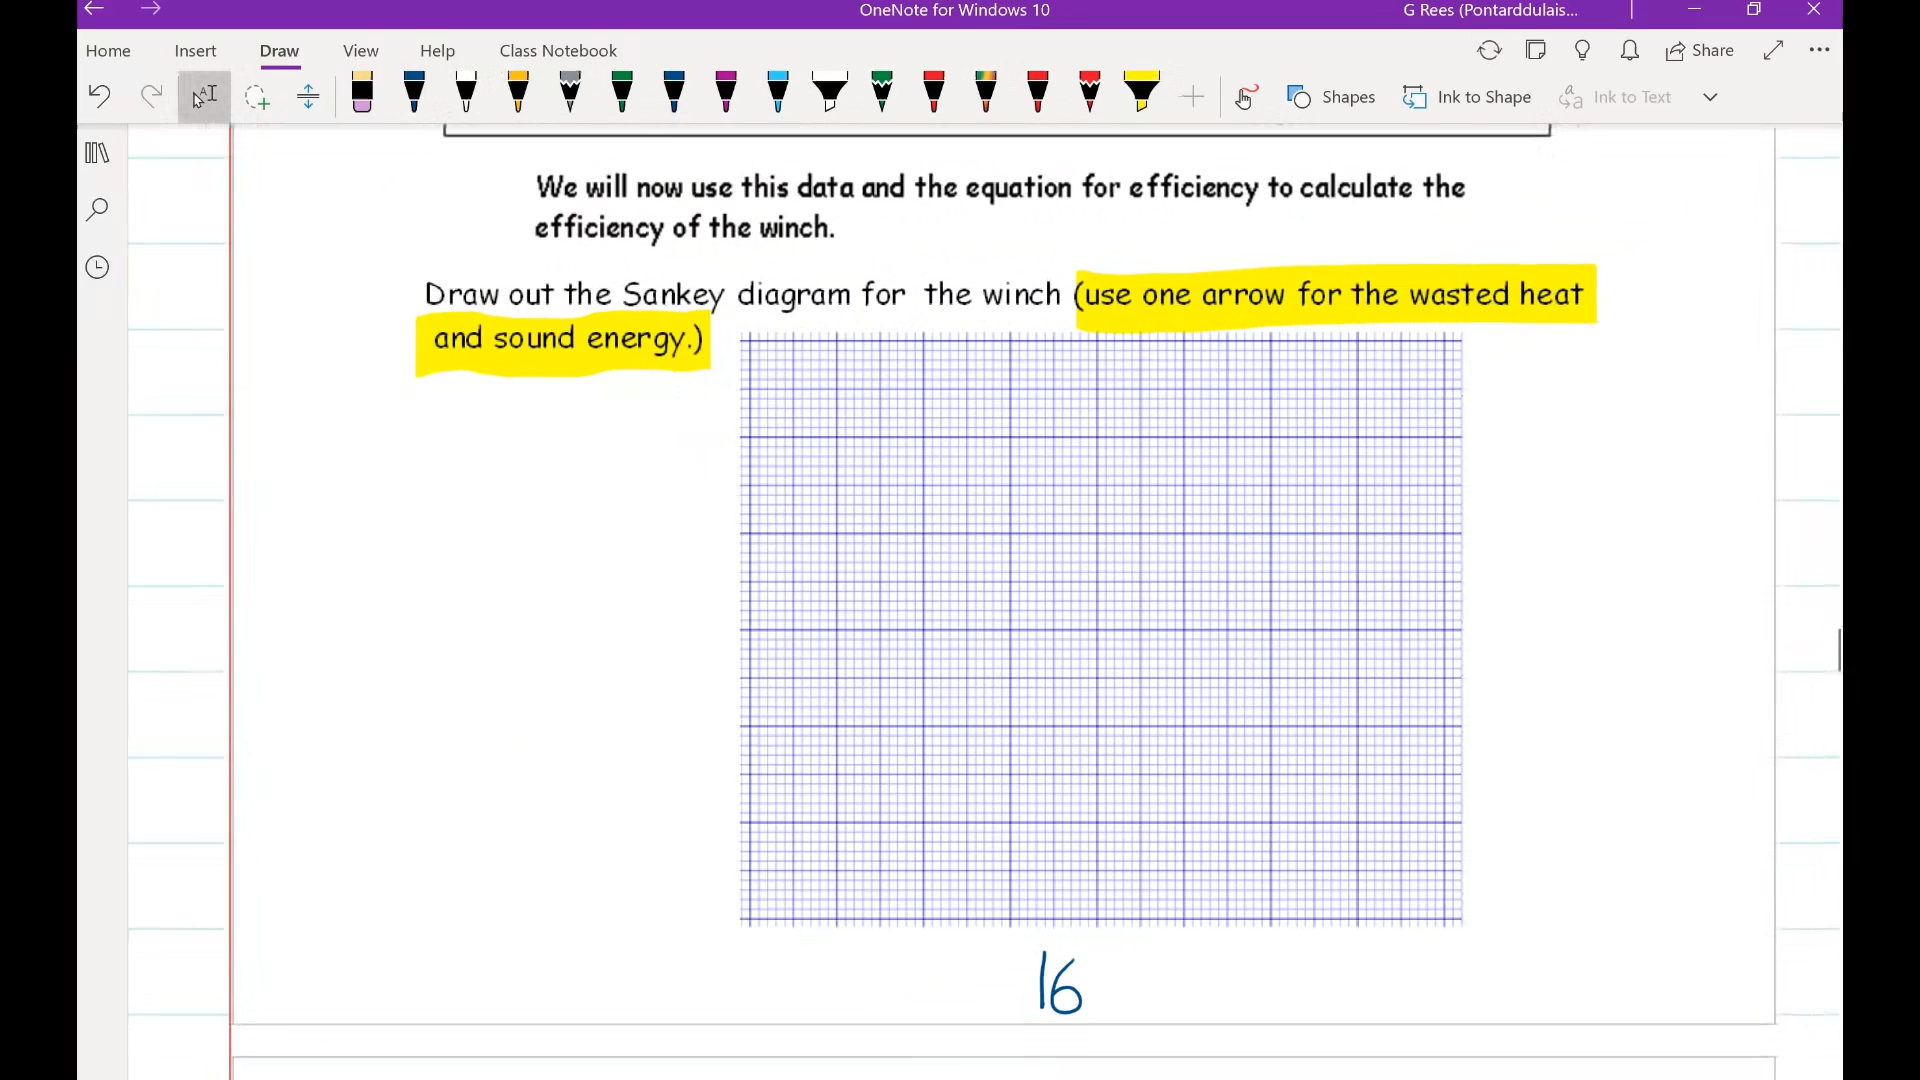 OneNote for Windows 10
G Rees (Pontarddulais...
Home Insert Draw View Help Class Notebook
Share
Shapes Ink to Shape Ink to Text
We will now use this data and the equation for efficiency to calculate the
efficiency of the winch.
Draw out the Sankey diagram for the winch (use one arrow for the wasted heat
and sound energy.)
16